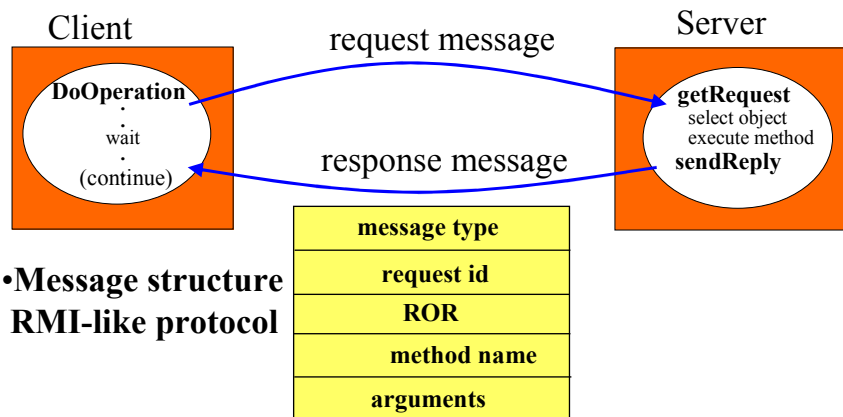 Client
DoOperation
.
.
wait
.
(continue)
request message
response message
Server
getRequest
select object
execute method
sendReply
•Message structure
RMI-like protocol
message type
request id
ROR
method name
arguments